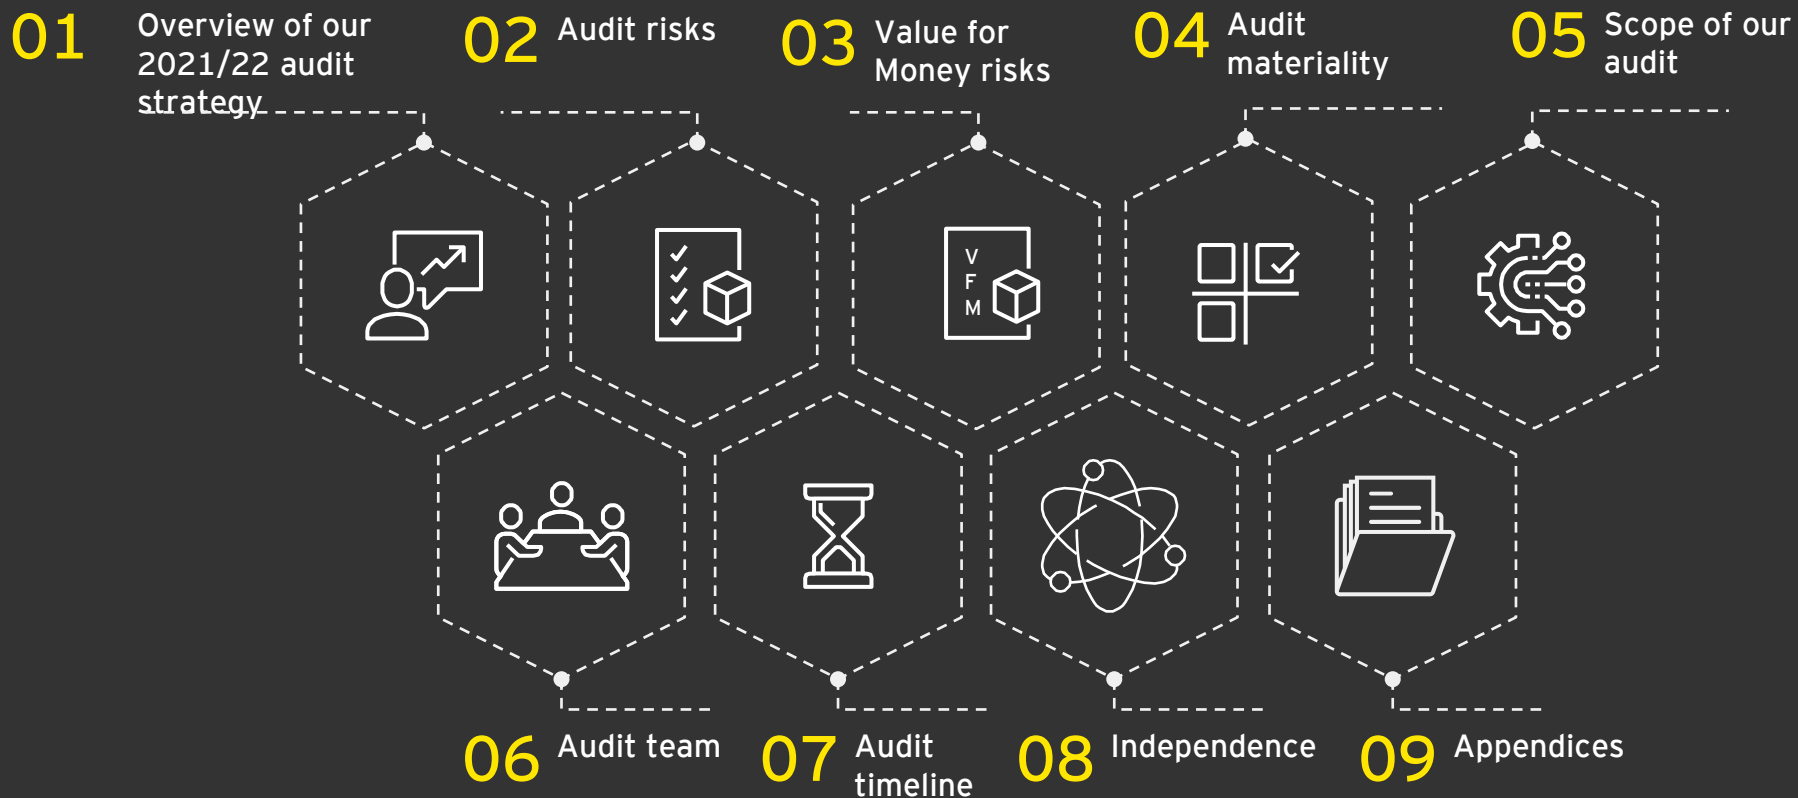 01
Overview of our
2021/22 audit
strategy
02
Audit risks
03
Value for
Money risks
04
Audit
materiality
05
Scope of our
audit
V
F
M
06
Audit team
07
Audit
timeline
08
Independence
09
Appendices